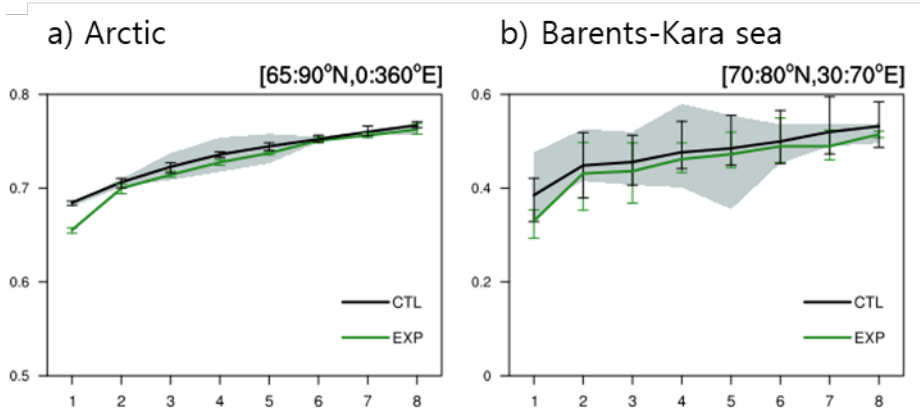 a) Arctic
[65:90°N,0:360°E]
0.8
0.7
0.6
0.5
CTL
EXP
1 2 3 4 5 6 7 8
b) Barents-Kara sea
[70:80°N,30:70°E]
0.6
0.4
0.2
0
CTL
EXP
1 2 3 4 5 6 7 8